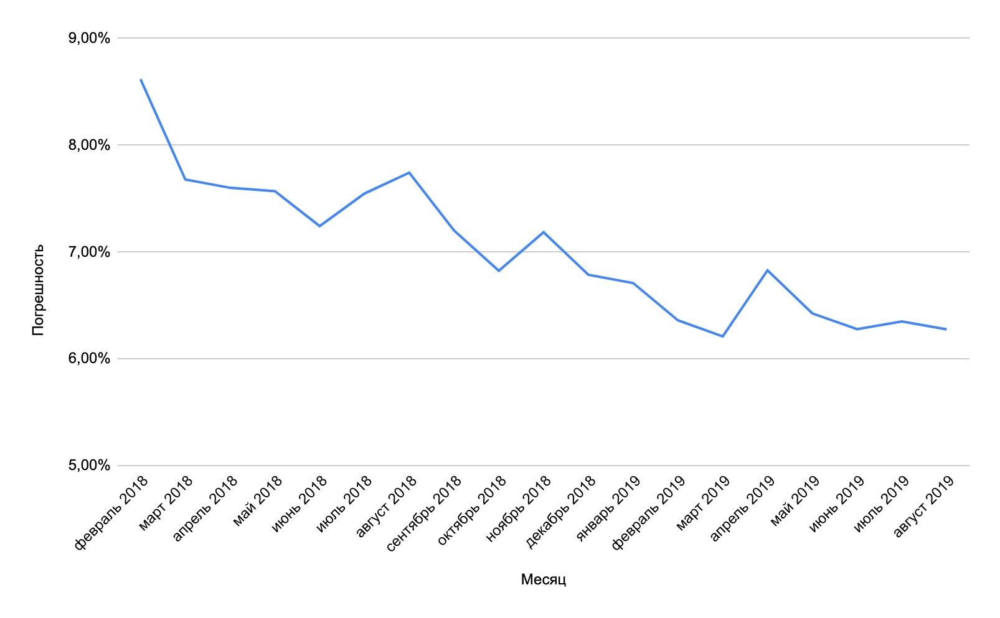 9,00%
8,00%
7,00%
6,00%
5,00%
Погрешность
февраль 2018
март 2018
апрель 2018
май 2018
июнь 2018
июль 2018
август 2018
сентябрь 2018
октябрь 2018
ноябрь 2018
декабрь 2018
январь 2019
февраль 2019
март 2019
апрель 2019
май 2019
июнь 2019
июль 2019
август 2019
Месяц